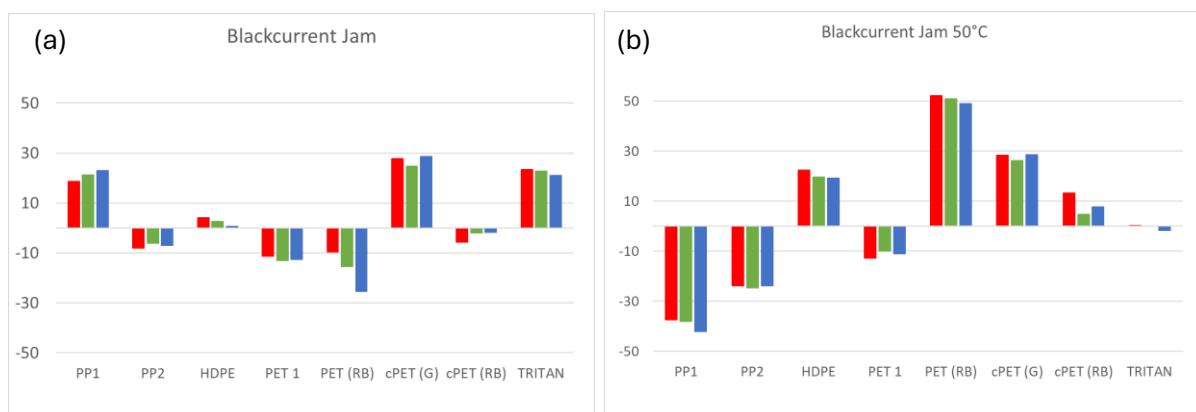 (a)
Blackcurrent Jam
50
30
10
-10
-30
-50
PP1 PP2 HDPE PET 1 PET (RB) cPET (G) cPET (RB) TRITAN
(b)
Blackcurrent Jam 50°C
50
30
10
-10
-30
-50
PP1 PP2 HDPE PET 1 PET (RB) cPET (G) cPET (RB) TRITAN